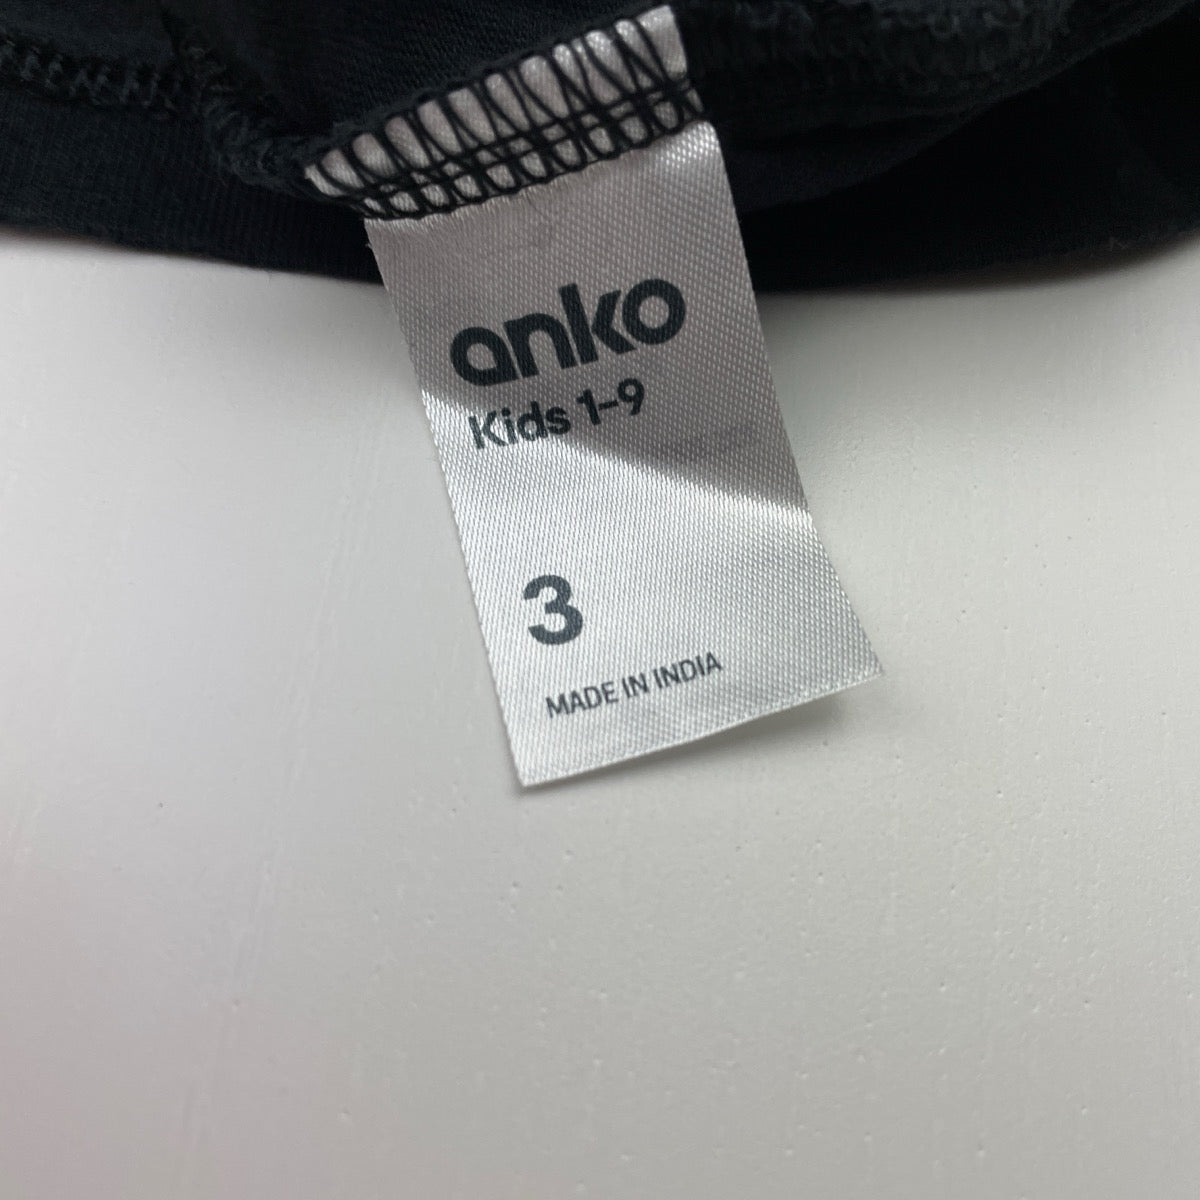 anko
Kids 1-9
3
MADE IN INDIA